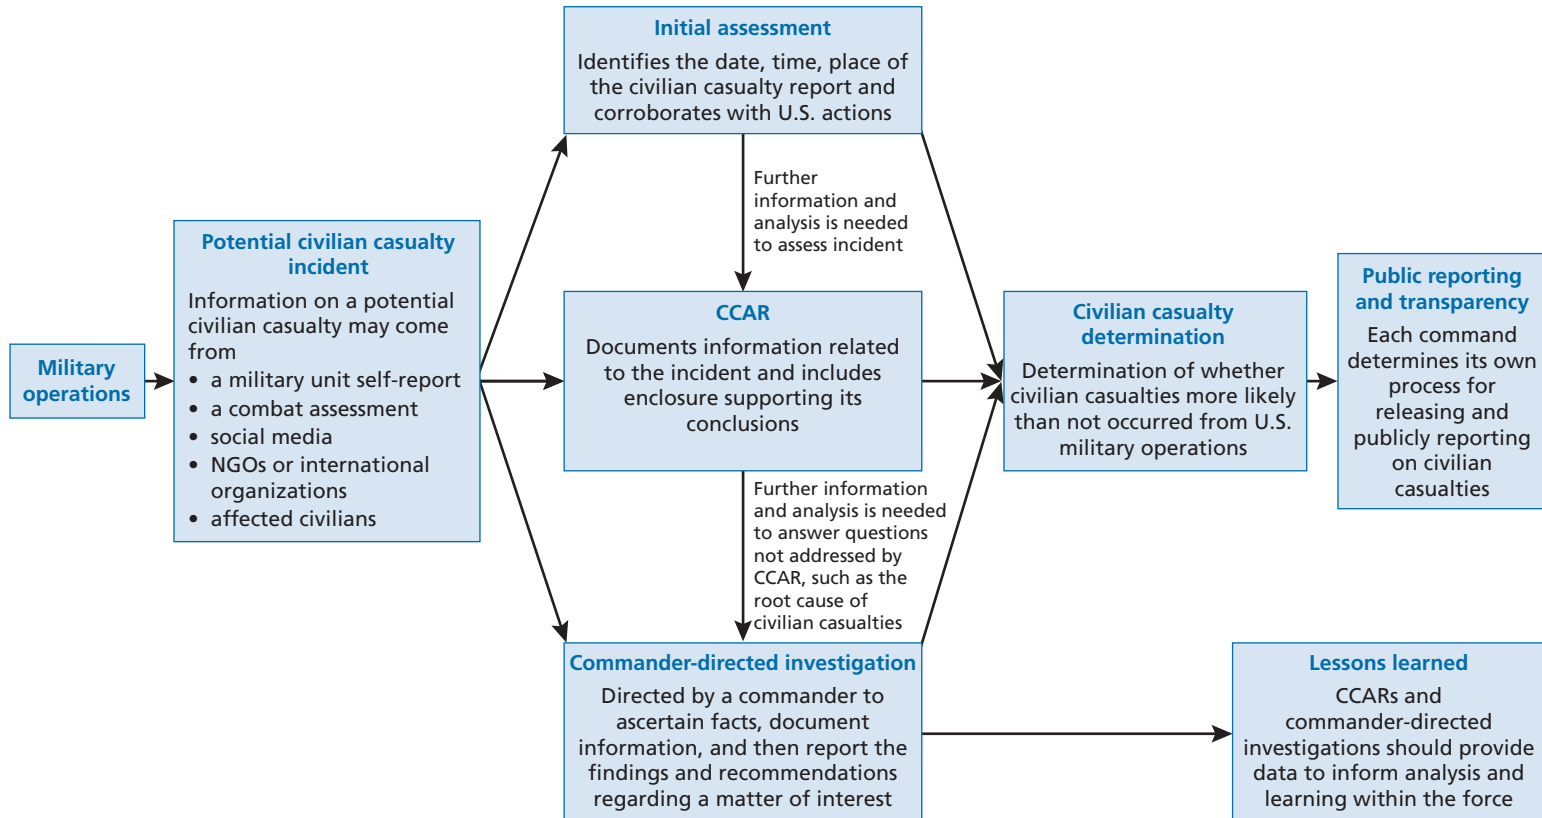 Military
operations
Potential civilian casualty
incident
Information on a potential
civilian casualty may come
from
• a military unit self-report
• a combat assessment
• social media
• NGOs or international
organizations
• affected civilians
Initial assessment
Identifies the date, time, place of
the civilian casualty report and
corroborates with U.S. actions
Further
information and
analysis is needed
to assess incident
CCAR
Documents information related
to the incident and includes
enclosure supporting its
conclusions
Further information
and analysis is needed
to answer questions
not addressed by
CCAR, such as the
root cause of
civilian casualties
Commander-directed investigation
Directed by a commander to
ascertain facts, document
information, and then report the
findings and recommendations
regarding a matter of interest
Civilian casualty
determination
Determination of whether
civilian casualties more likely
than not occurred from U.S.
military operations
Public reporting
and transparency
Each command
determines its own
process for
releasing and
publicly reporting
on civilian
casualties
Lessons learned
CCARs and
commander-directed
investigations should provide
data to inform analysis and
learning within the force